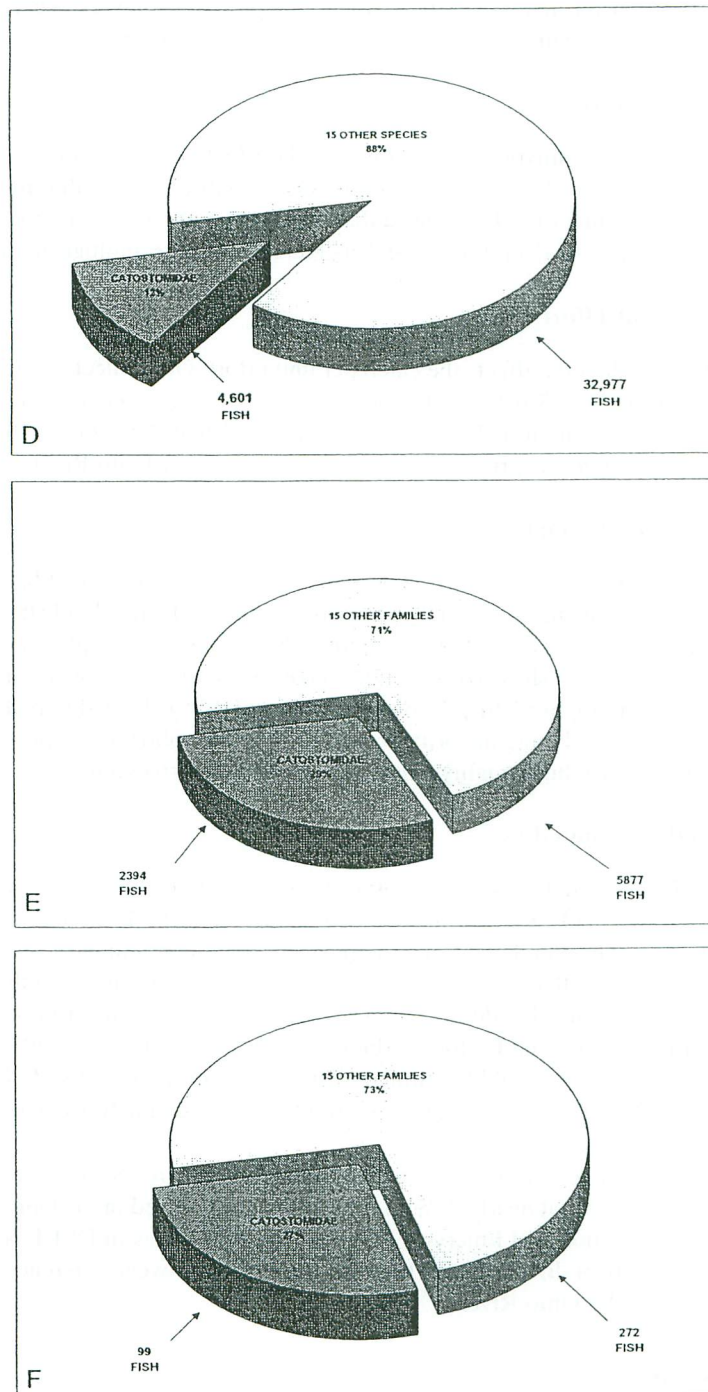 15 OTHER SPECIES
88%
CATOSTOMIDAE
12%
4,601
FISH
32,977
FISH
D
15 OTHER FAMILIES
71%
CATOSTOMIDAE
29%
2394
FISH
5877
FISH
E
15 OTHER FAMILIES
73%
CATOSTOMIDAE
27%
99
FISH
272
FISH
F